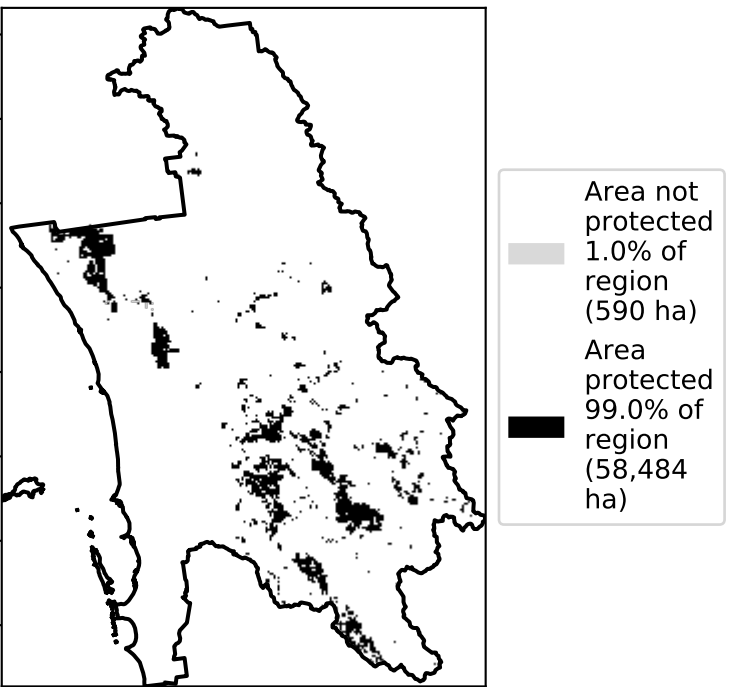 Area not
protected
1.0% of
region
(590 ha)
Area
protected
99.0% of
region
(58,484
ha)